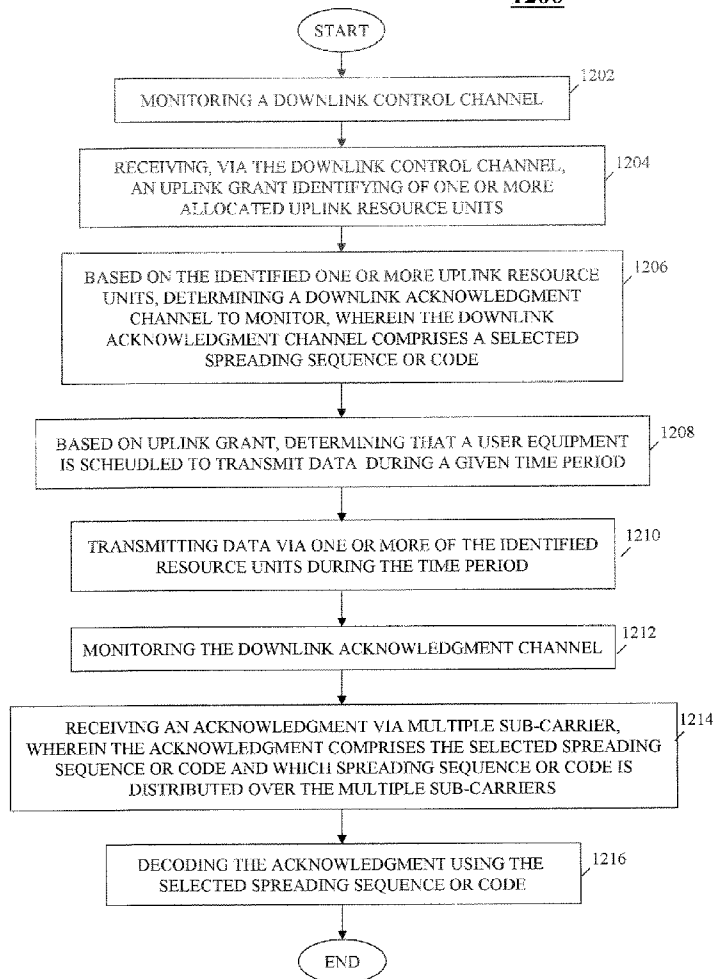 1200
START
1202
MONITORING A DOWNLINK CONTROL CHANNEL
1204
RECEIVING, VIA THE DOWNLINK CONTROL CHANNEL,
AN UPLINK GRANT IDENTIFYING OF ONE OR MORE
ALLOCATED UPLINK RESOURCE UNITS
1206
BASED ON THE IDENTIFIED ONE OR MORE UPLINK RESOURCE
UNITS, DETERMINING A DOWNLINK ACKNOWLEDGMENT
CHANNEL TO MONITOR, WHEREIN THE DOWNLINK
ACKNOWLEDGMENT CHANNEL COMPRISES A SELECTED
SPREADING SEQUENCE OR CODE
1208
BASED ON UPLINK GRANT, DETERMINING THAT A USER EQUIPMENT
IS SCHEUDLED TO TRANSMIT DATA DURING A GIVEN TIME PERIOD
1210
TRANSMITTING DATA VIA ONE OR MORE OF THE IDENTIFIED
RESOURCE UNITS DURING THE TIME PERIOD
1212
MONITORING THE DOWNLINK ACKNOWLEDGMENT CHANNEL
1214
RECEIVING AN ACKNOWLEDGMENT VIA MULTIPLE SUB-CARRIER,
WHEREIN THE ACKNOWLEDGMENT COMPRISES THE SELECTED SPREADING
SEQUENCE OR CODE AND WHICH SPREADING SEQUENCE OR CODE IS
DISTRIBUTED OVER THE MULTIPLE SUB-CARRIERS
1216
DECODING THE ACKNOWLEDGMENT USING THE
SELECTED SPREADING SEQUENCE OR CODE
END